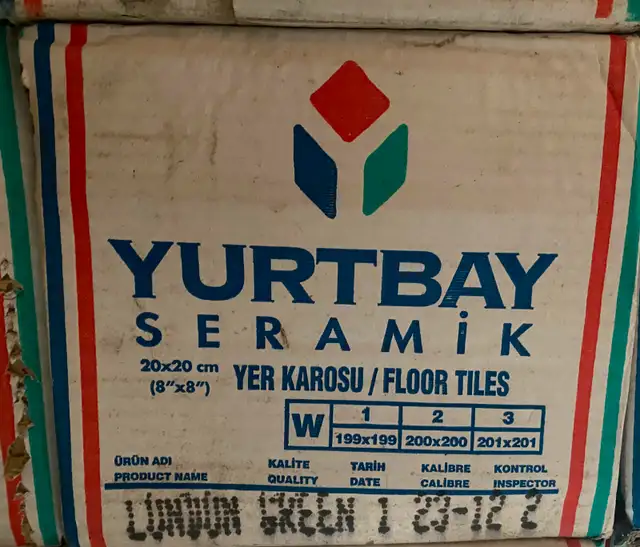 YURTBAY
SERAMİK
20x20 cm
(8"x8")
YER KAROSU / FLOOR TILES
W
1 2 3
199x199 200x200 201x201
ÜRÜN ADI KALİTE TARİH KALİBRE KONTROL
PRODUCT NAME QUALITY DATE CALIBRE INSPECTOR
LONDON GREEN 1 23-12 2